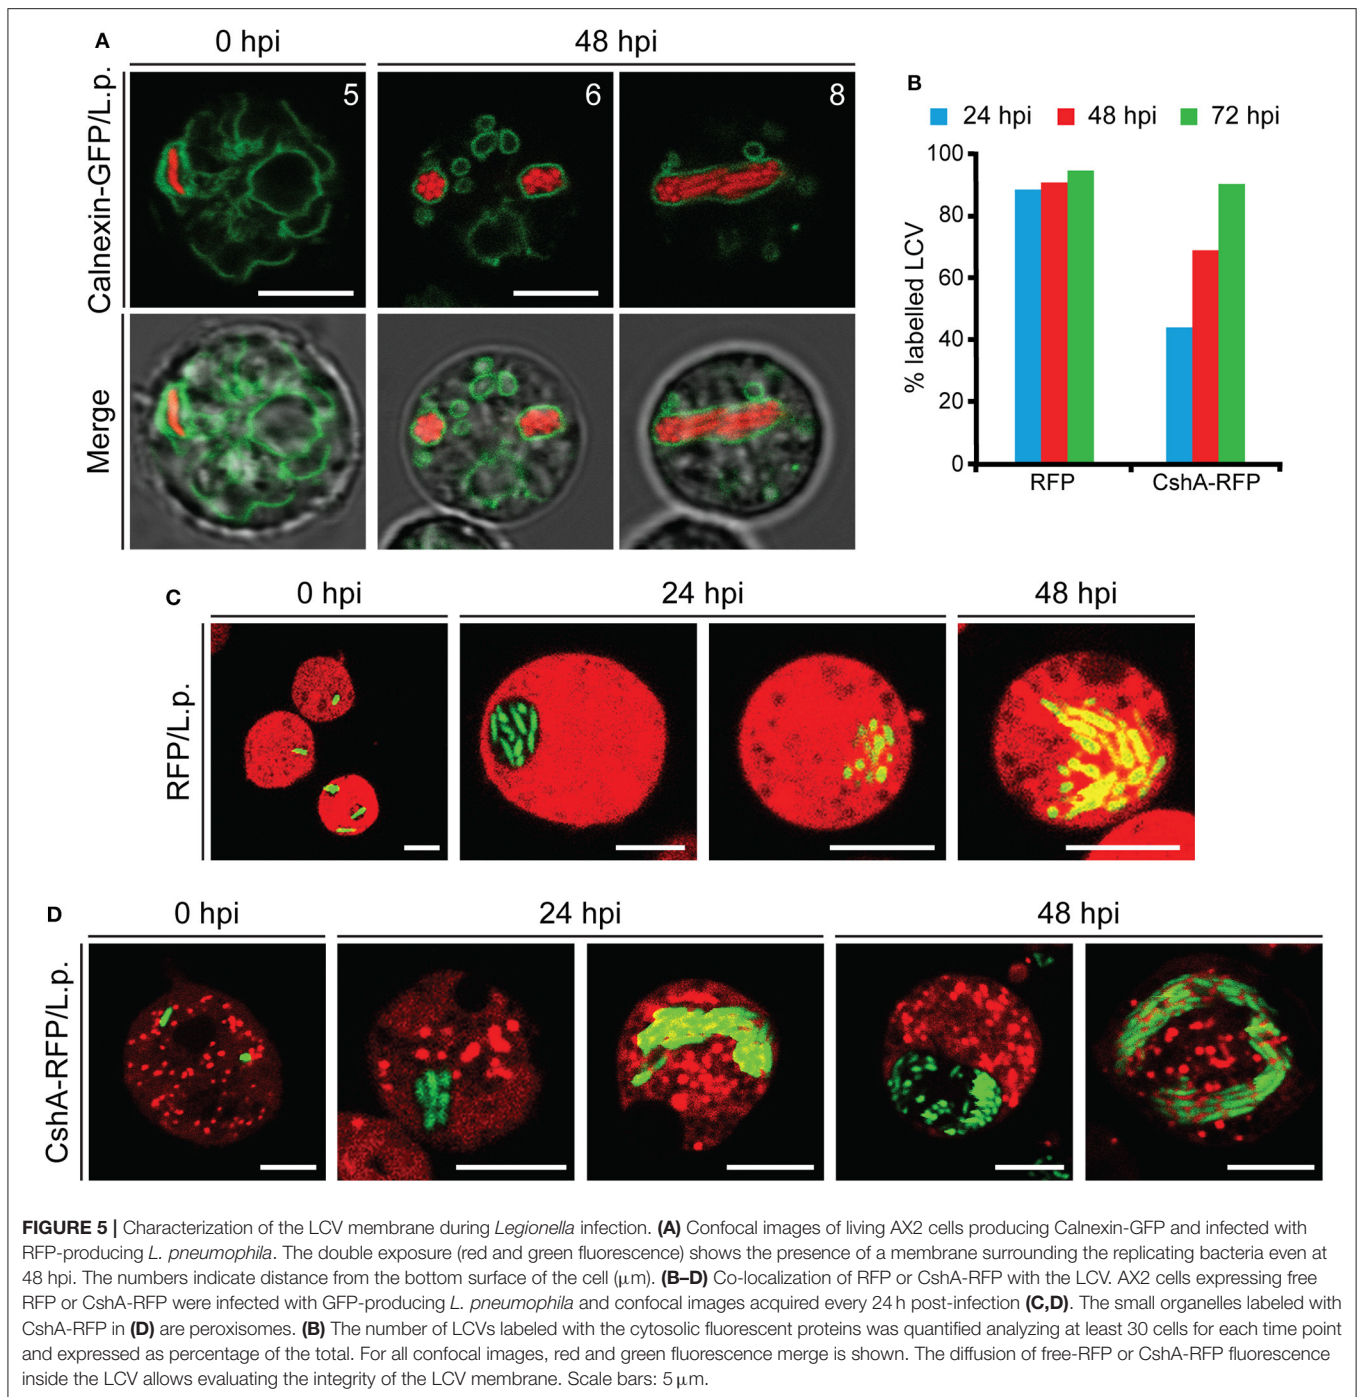 A
0 hpi
48 hpi
Calnexin-GFP/L.p.
5
6
8
Merge
B
24 hpi
48 hpi
72 hpi
% labelled LCV
100
80
60
40
20
0
RFP
CshA-RFP
C
0 hpi
24 hpi
48 hpi
RFP/L.p.
D
0 hpi
24 hpi
48 hpi
CshA-RFP/L.p.
FIGURE 5 | Characterization of the LCV membrane during Legionella infection. (A) Confocal images of living AX2 cells producing Calnexin-GFP and infected with
RFP-producing L. pneumophila. The double exposure (red and green fluorescence) shows the presence of a membrane surrounding the replicating bacteria even at
48 hpi. The numbers indicate distance from the bottom surface of the cell (μm). (B–D) Co-localization of RFP or CshA-RFP with the LCV. AX2 cells expressing free
RFP or CshA-RFP were infected with GFP-producing L. pneumophila and confocal images acquired every 24 h post-infection (C,D). The small organelles labeled with
CshA-RFP in (D) are peroxisomes. (B) The number of LCVs labeled with the cytosolic fluorescent proteins was quantified analyzing at least 30 cells for each time point
and expressed as percentage of the total. For all confocal images, red and green fluorescence merge is shown. The diffusion of free-RFP or CshA-RFP fluorescence
inside the LCV allows evaluating the integrity of the LCV membrane. Scale bars: 5 μm.